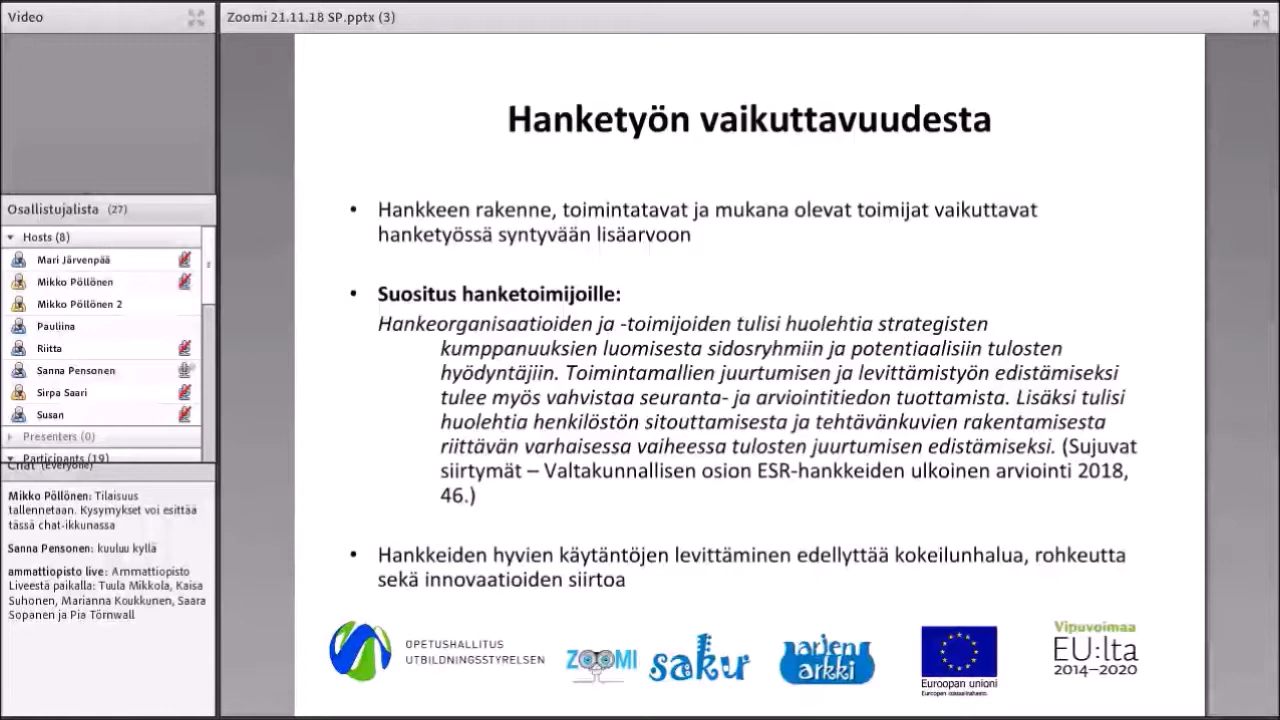 Video
Zoomi 21.11.18 SP.pptx (3)
Osallistujalista (27)
Hosts (8)
Mari Järvenpää
Mikko Pöllönen
Mikko Pöllönen 2
Pauliina
Riitta
Sanna Pensonen
Sirpa Saari
Susan
Presenters (0)
Participants (19)
Chat (Everyone)
Mikko Pöllönen: Tilaisuus
tallennetaan. Kysymykset voi esittää
tässä chat-ikkunassa
Sanna Pensonen: kuuluu kyllä
ammattiopisto live: Ammattiopisto
Liveestä paikalla: Tuula Mikkola, Kaisa
Suhonen, Marianna Koukkunen, Saara
Sopanen ja Pia Törnwall
Hanketyön vaikuttavuudesta
• Hankkeen rakenne, toimintatavat ja mukana olevat toimijat vaikuttavat
hanketyössä syntyvään lisäarvoon
• Suositus hanketoimijoille:
Hankeorganisaatioiden ja -toimijoiden tulisi huolehtia strategisten
kumppanuuksien luomisesta sidosryhmiin ja potentiaalisiin tulosten
hyödyntäjiin. Toimintamallien juurtumisen ja levittämistyön edistämiseksi
tulee myös vahvistaa seuranta- ja arviointitiedon tuottamista. Lisäksi tulisi
huolehtia henkilöstön sitouttamisesta ja tehtävänkuvien rakentamisesta
riittävän varhaisessa vaiheessa tulosten juurtumisen edistämiseksi. (Sujuvat
siirtymät – Valtakunnallisen osion ESR-hankkeiden ulkoinen arviointi 2018,
46.)
• Hankkeiden hyvien käytäntöjen levittäminen edellyttää kokeilunhalua, rohkeutta
sekä innovaatioiden siirtoa
OPETUSHALLITUS
UTBILDNINGSSTYRELSEN
ZOOMI
saku
arjen
arkki
Euroopan unioni
Euroopan sosiaalirahasto
Vipuvoimaa
EU:lta
2014–2020